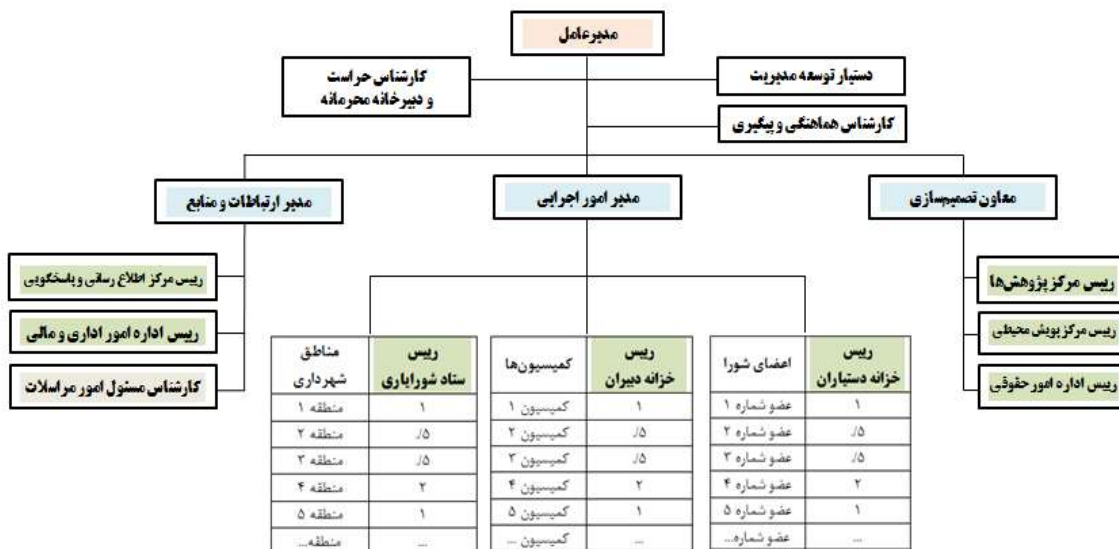 مدیرعامل
دستیار توسعه مدیریت
کارشناس حراست
و دبیرخانه محرمانه
کارشناس هماهنگی و پیگیری
معاون تصمیم‌سازی
مدیر امور اجرایی
مدیر ارتباطات و منابع
رییس مرکز پژوهش‌ها
رییس مرکز پویش محیطی
رییس اداره امور حقوقی
رییس مرکز اطلاع رسانی و پاسخگویی
رییس اداره امور اداری و مالی
کارشناس مسئول امور مراسلات
رییس خزانه دستیاران | اعضای شورا
۱ | عضو شماره ۱
۵/. | عضو شماره ۲
۵/. | عضو شماره ۳
۲ | عضو شماره ۴
۱ | عضو شماره ۵
... | عضو شماره...
رییس خزانه دبیران | کمیسیون‌ها
۱ | کمیسیون ۱
۵/. | کمیسیون ۲
۵/. | کمیسیون ۳
۲ | کمیسیون ۴
۱ | کمیسیون ۵
... | کمیسیون ...
رییس ستاد شورایاری | مناطق شهرداری
۱ | منطقه ۱
۵/. | منطقه ۲
۵/. | منطقه ۳
۲ | منطقه ۴
۱ | منطقه ۵
... | منطقه...